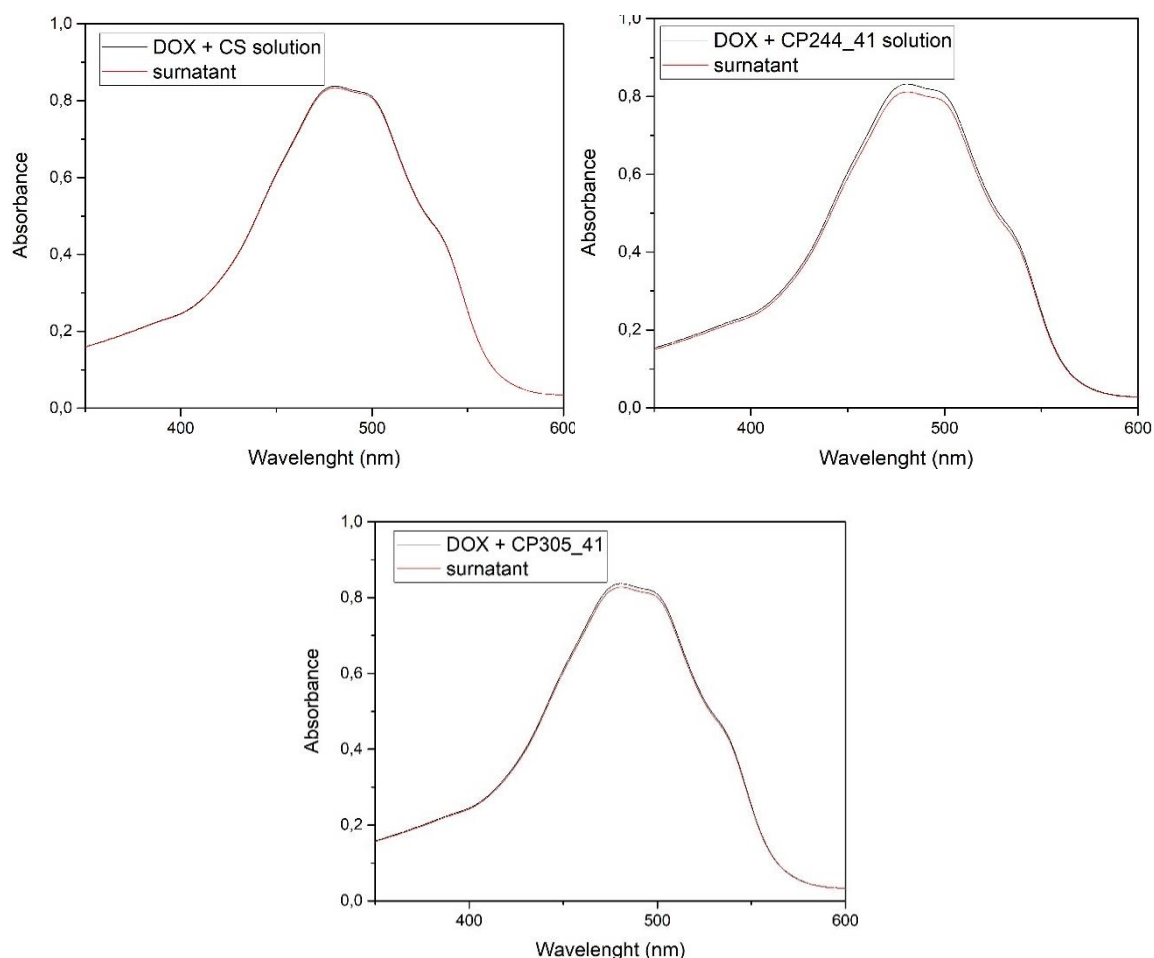 1,0
DOX + CS solution
surnatant
0,8
0,6
0,4
0,2
0,0
400
500
600
Absorbance
Wavelenght (nm)
1,0
DOX + CP244_41 solution
surnatant
0,8
0,6
0,4
0,2
0,0
400
500
600
Absorbance
Wavelenght (nm)
1,0
DOX + CP305_41
surnatant
0,8
0,6
0,4
0,2
0,0
400
500
600
Absorbance
Wavelenght (nm)